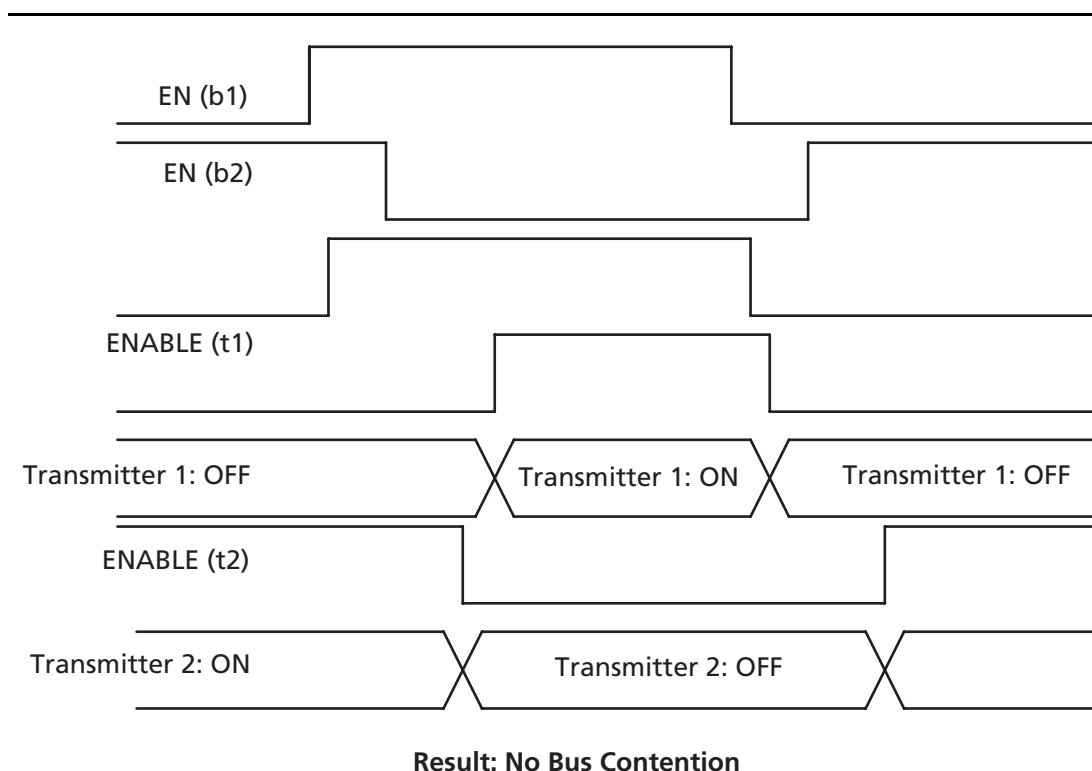 EN (b1)
EN (b2)
ENABLE (t1)
Transmitter 1: OFF
Transmitter 1: ON
Transmitter 1: OFF
ENABLE (t2)
Transmitter 2: ON
Transmitter 2: OFF
Result: No Bus Contention